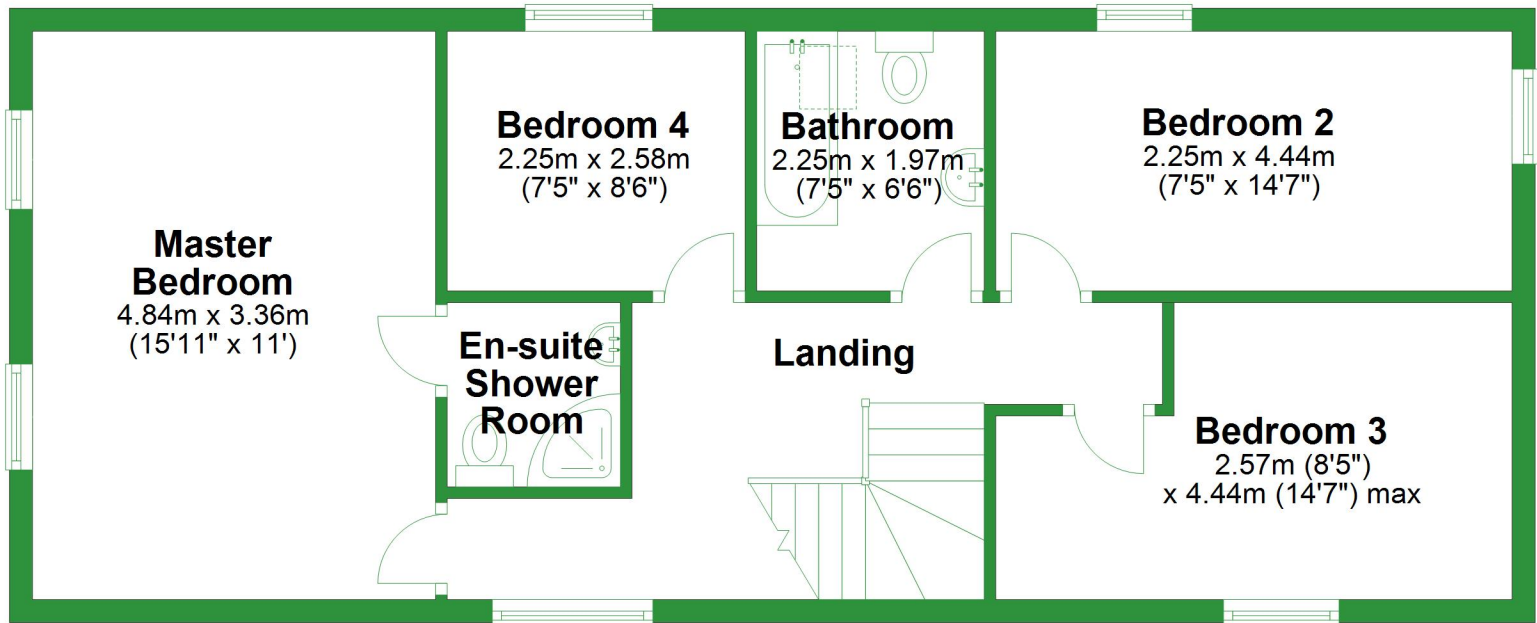 Master
Bedroom
4.84m x 3.36m
(15'11" x 11')
Bedroom 4
2.25m x 2.58m
(7'5" x 8'6")
Bathroom
2.25m x 1.97m
(7'5" x 6'6")
Bedroom 2
2.25m x 4.44m
(7'5" x 14'7")
En-suite
Shower
Room
Landing
Bedroom 3
2.57m (8'5")
x 4.44m (14'7") max